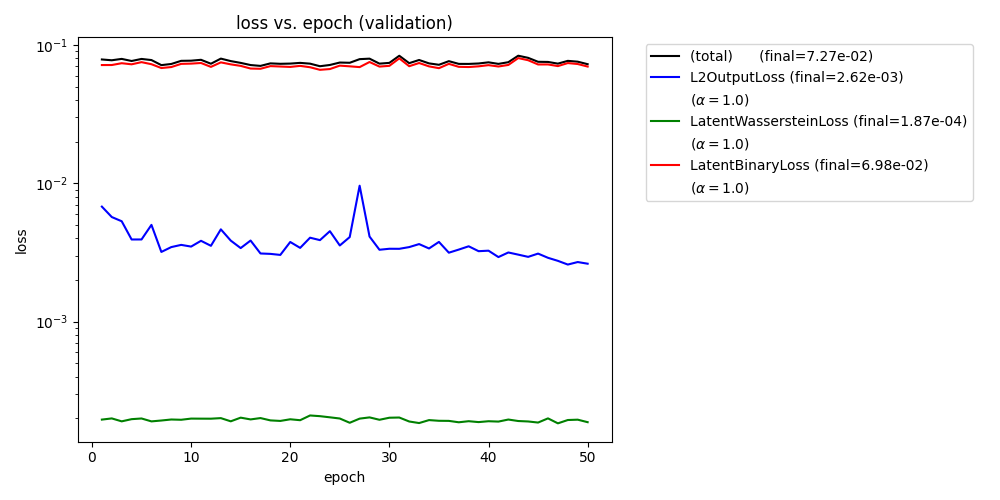 loss vs. epoch (validation)
10⁻¹
10⁻²
10⁻³
loss
0
10
20
30
40
50
epoch
(total) (final=7.27e-02)
L2OutputLoss (final=2.62e-03)
(α = 1.0)
LatentWassersteinLoss (final=1.87e-04)
(α = 1.0)
LatentBinaryLoss (final=6.98e-02)
(α = 1.0)